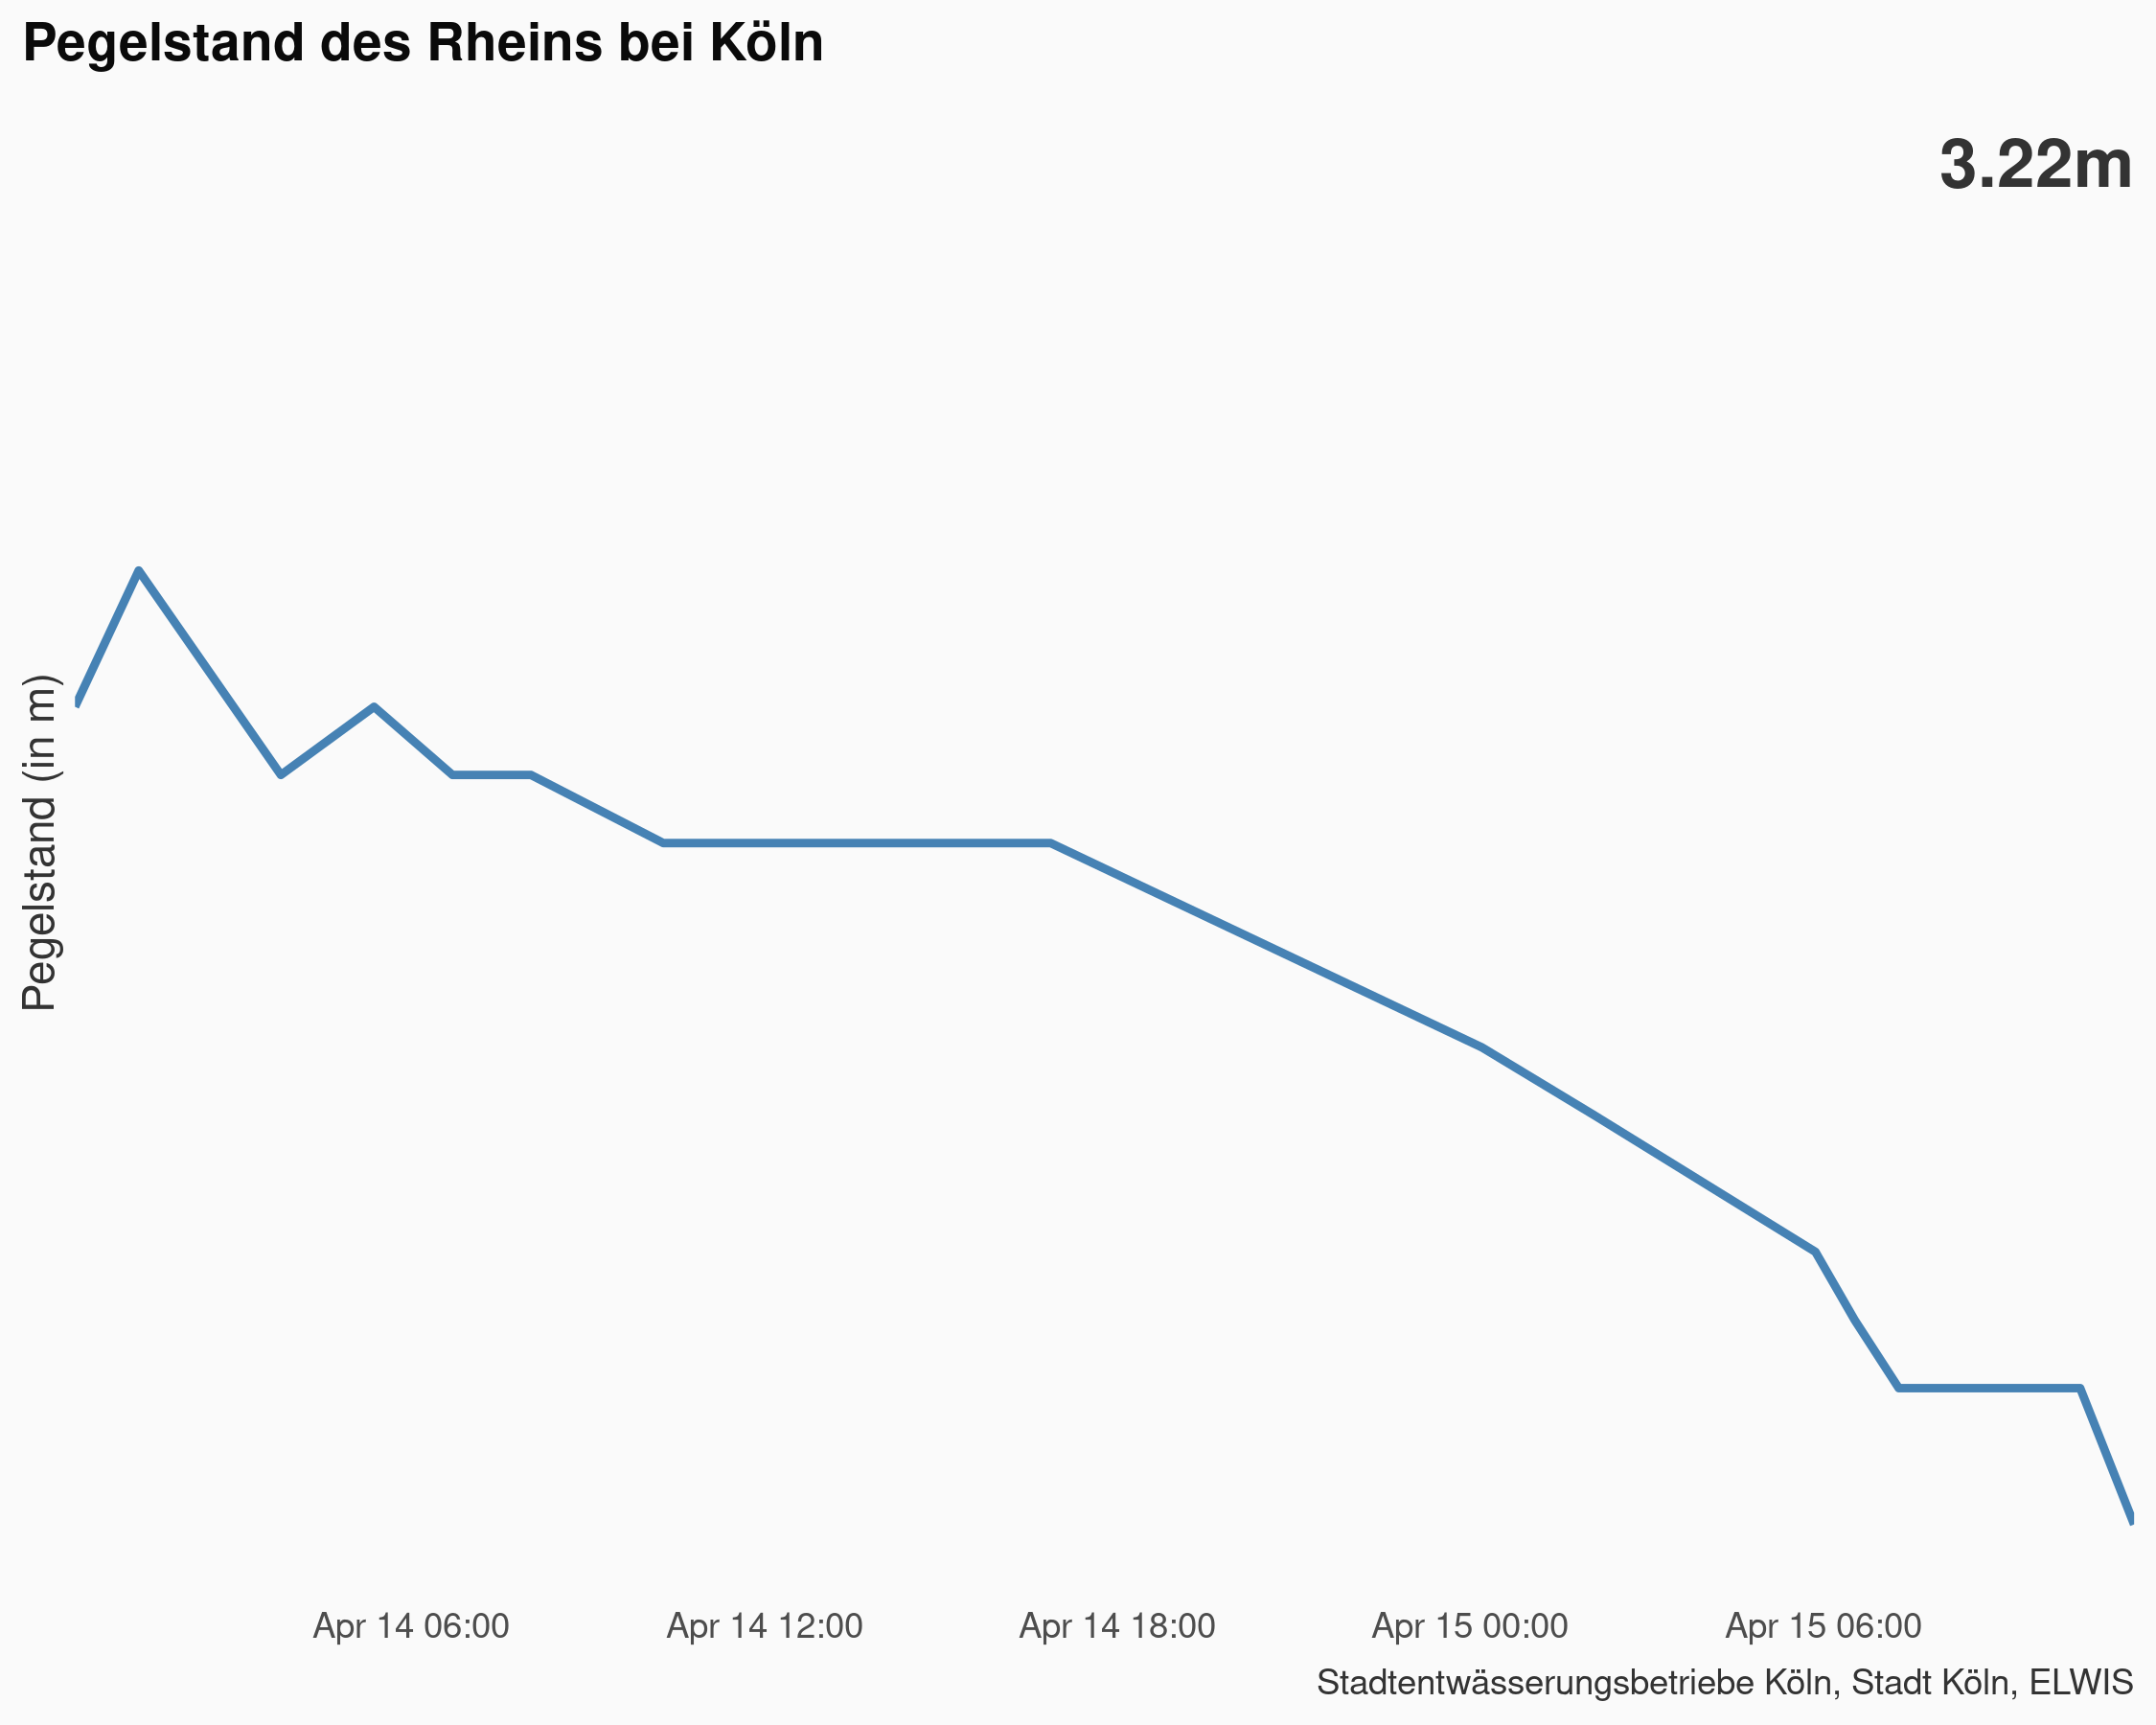 Pegelstand des Rheins bei Köln
3.22m
Pegelstand (in m)
Apr 14 06:00 Apr 14 12:00 Apr 14 18:00 Apr 15 00:00 Apr 15 06:00
Stadtentwässerungsbetriebe Köln, Stadt Köln, ELWIS